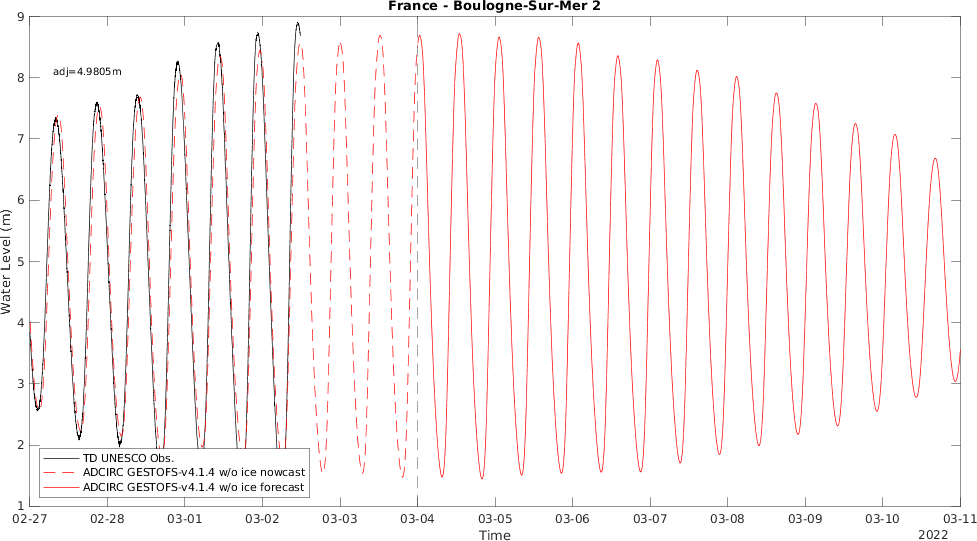 France - Boulogne-Sur-Mer 2
9
8
7
6
5
4
3
2
1
Water Level (m)
adj=4.9805m
TD UNESCO Obs.
ADCIRC GESTOFS-v4.1.4 w/o ice nowcast
ADCIRC GESTOFS-v4.1.4 w/o ice forecast
02-27 02-28 03-01 03-02 03-03 03-04 03-05 03-06 03-07 03-08 03-09 03-10 03-11
Time
2022